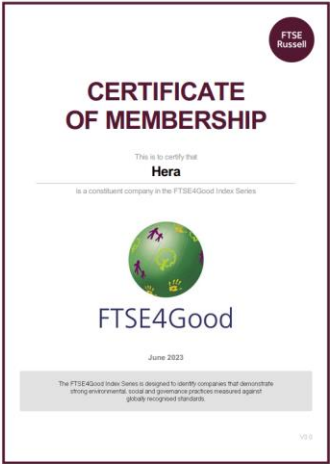 FTSE
Russell
CERTIFICATE
OF MEMBERSHIP
This is to certify that
Hera
is a constituent company in the FTSE4Good Index Series
FTSE4Good
June 2023
The FTSE4Good Index Series is designed to identify companies that demonstrate
strong environmental, social and governance practices measured against
globally recognised standards.